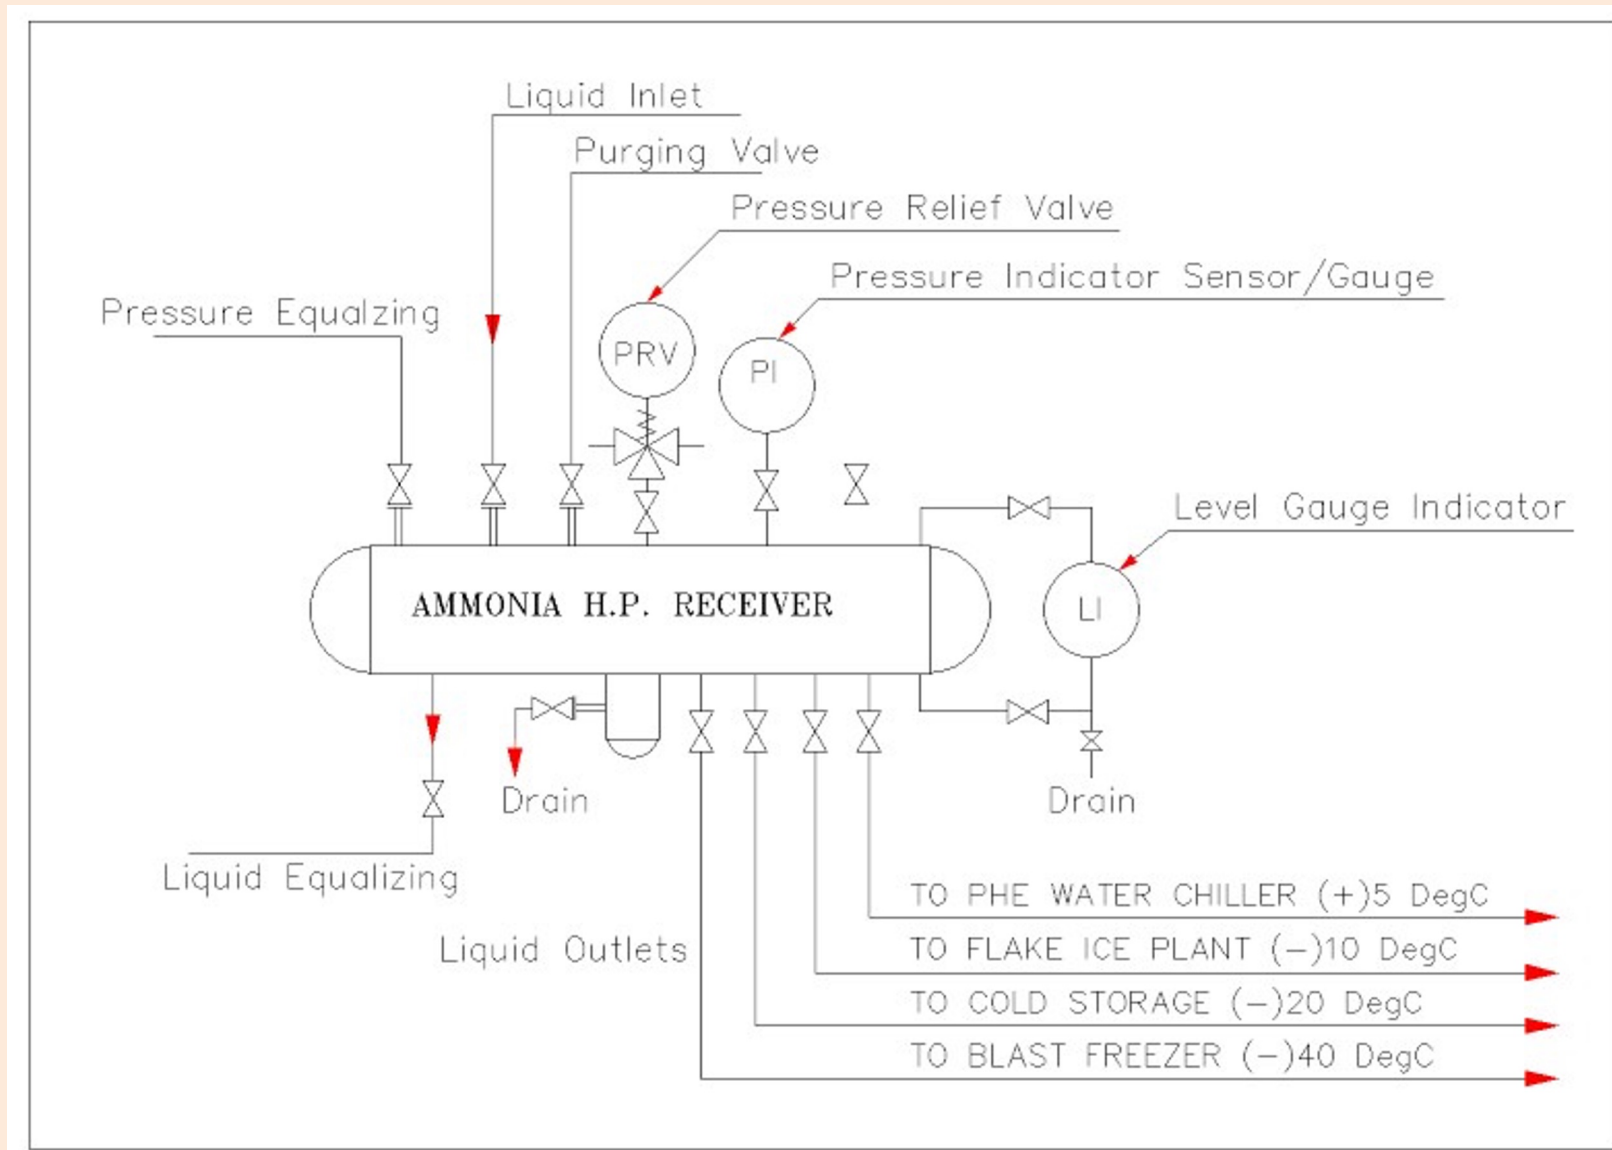 Liquid Inlet
Purging Valve
Pressure Relief Valve
Pressure Indicator Sensor/Gauge
Pressure Equalzing
PRV
PI
Level Gauge Indicator
AMMONIA H.P. RECEIVER
LI
Drain
Drain
Liquid Equalizing
TO PHE WATER CHILLER (+)5 DegC
Liquid Outlets
TO FLAKE ICE PLANT (−)10 DegC
TO COLD STORAGE (−)20 DegC
TO BLAST FREEZER (−)40 DegC